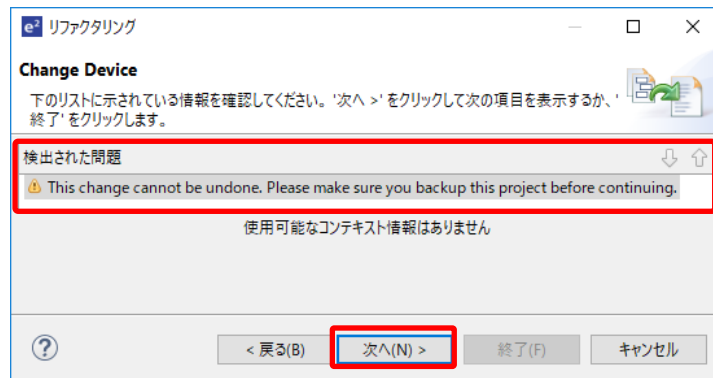 e² リファクタリング
Change Device
下のリストに示されている情報を確認してください。'次へ >' をクリックして次の項目を表示するか、'
終了' をクリックします。
検出された問題
This change cannot be undone. Please make sure you backup this project before continuing.
使用可能なコンテキスト情報はありません
? < 戻る(B) 次へ(N) > 終了(F) キャンセル